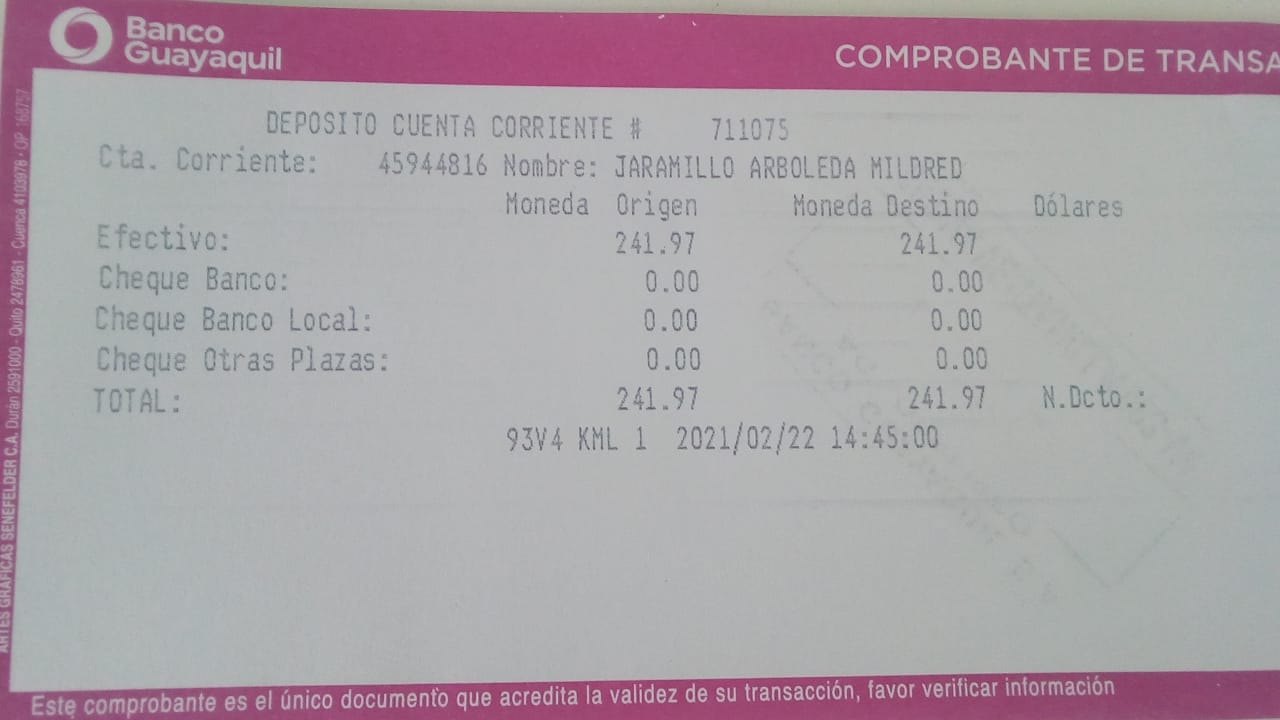 Banco
Guayaquil
COMPROBANTE DE TRANSA
DEPOSITO CUENTA CORRIENTE # 711075
Cta. Corriente: 45944816 Nombre: JARAMILLO ARBOLEDA MILDRED
Moneda Origen Moneda Destino Dólares
Efectivo: 241.97 241.97
Cheque Banco: 0.00 0.00
Cheque Banco Local: 0.00 0.00
Cheque Otras Plazas: 0.00 0.00
TOTAL: 241.97 241.97 N.Dcto.:
93V4 KML 1 2021/02/22 14:45:00
Este comprobante es el único documento que acredita la validez de su transacción, favor verificar información
ARTES GRÁFICAS SENEFELDER C.A. Durán 2591000 - Quito 2478961 - Cuenca 4103978 - OP 168757